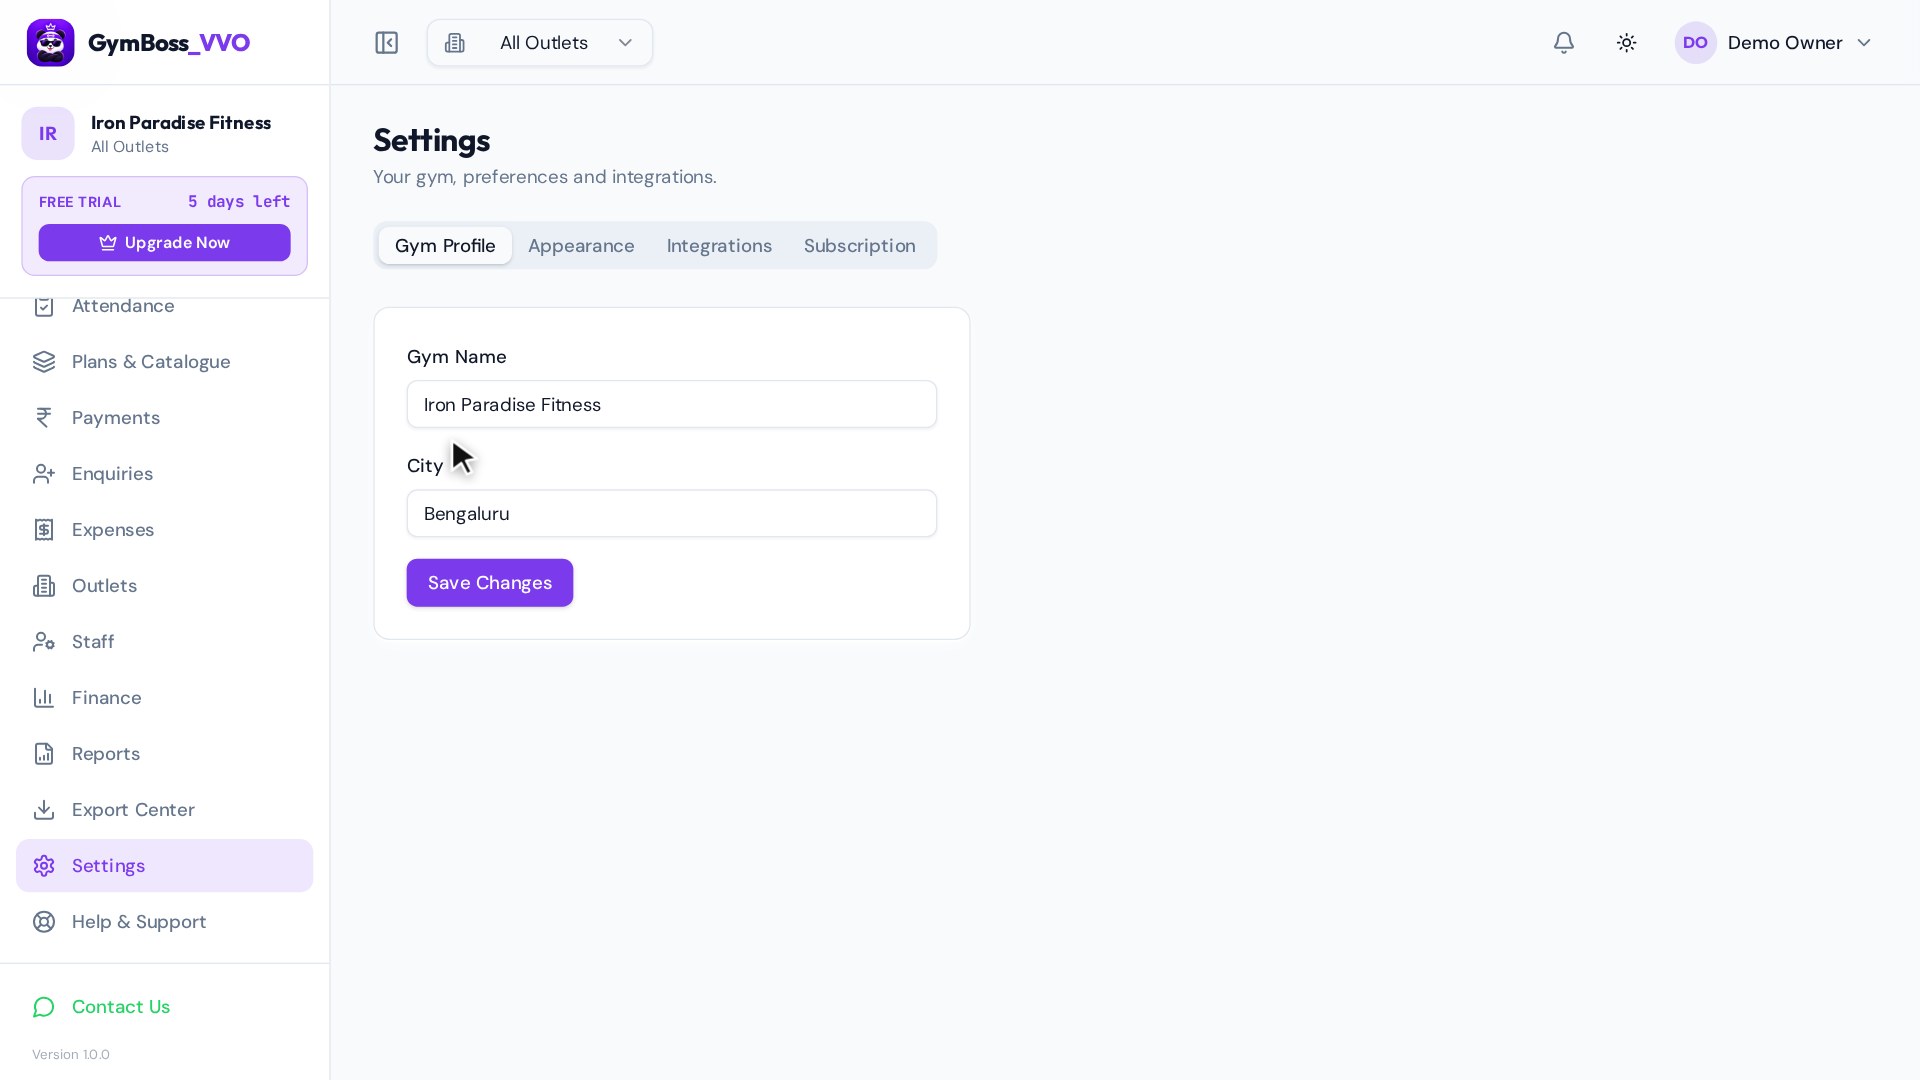 GymBoss_VVO
All Outlets
DO
Demo Owner
IR
Iron Paradise Fitness
All Outlets
FREE TRIAL
5 days left
Upgrade Now
Attendance
Plans & Catalogue
Payments
Enquiries
Expenses
Outlets
Staff
Finance
Reports
Export Center
Settings
Help & Support
Contact Us
Version 1.0.0
Settings
Your gym, preferences and integrations.
Gym Profile
Appearance
Integrations
Subscription
Gym Name
Iron Paradise Fitness
City
Bengaluru
Save Changes